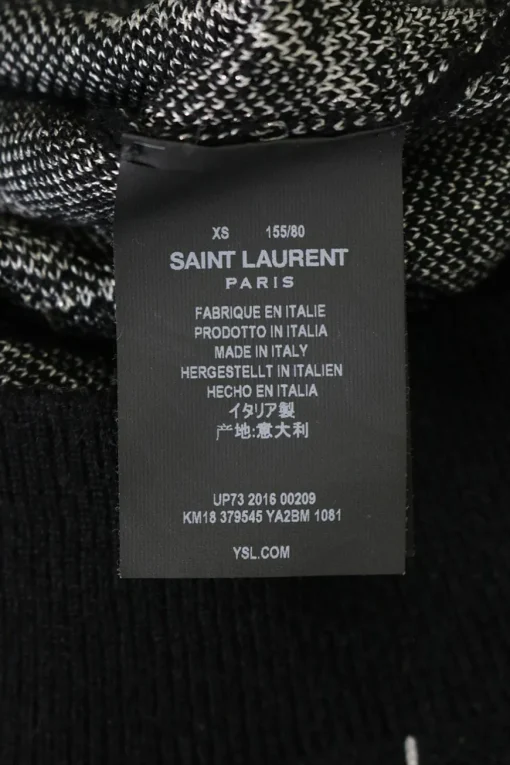 XS 155/80
SAINT LAURENT
PARIS
FABRIQUE EN ITALIE
PRODOTTO IN ITALIA
MADE IN ITALY
HERGESTELLT IN ITALIEN
HECHO EN ITALIA
イタリア製
产地:意大利
UP73 2016 00209
KM18 379545 YA2BM 1081
YSL.COM